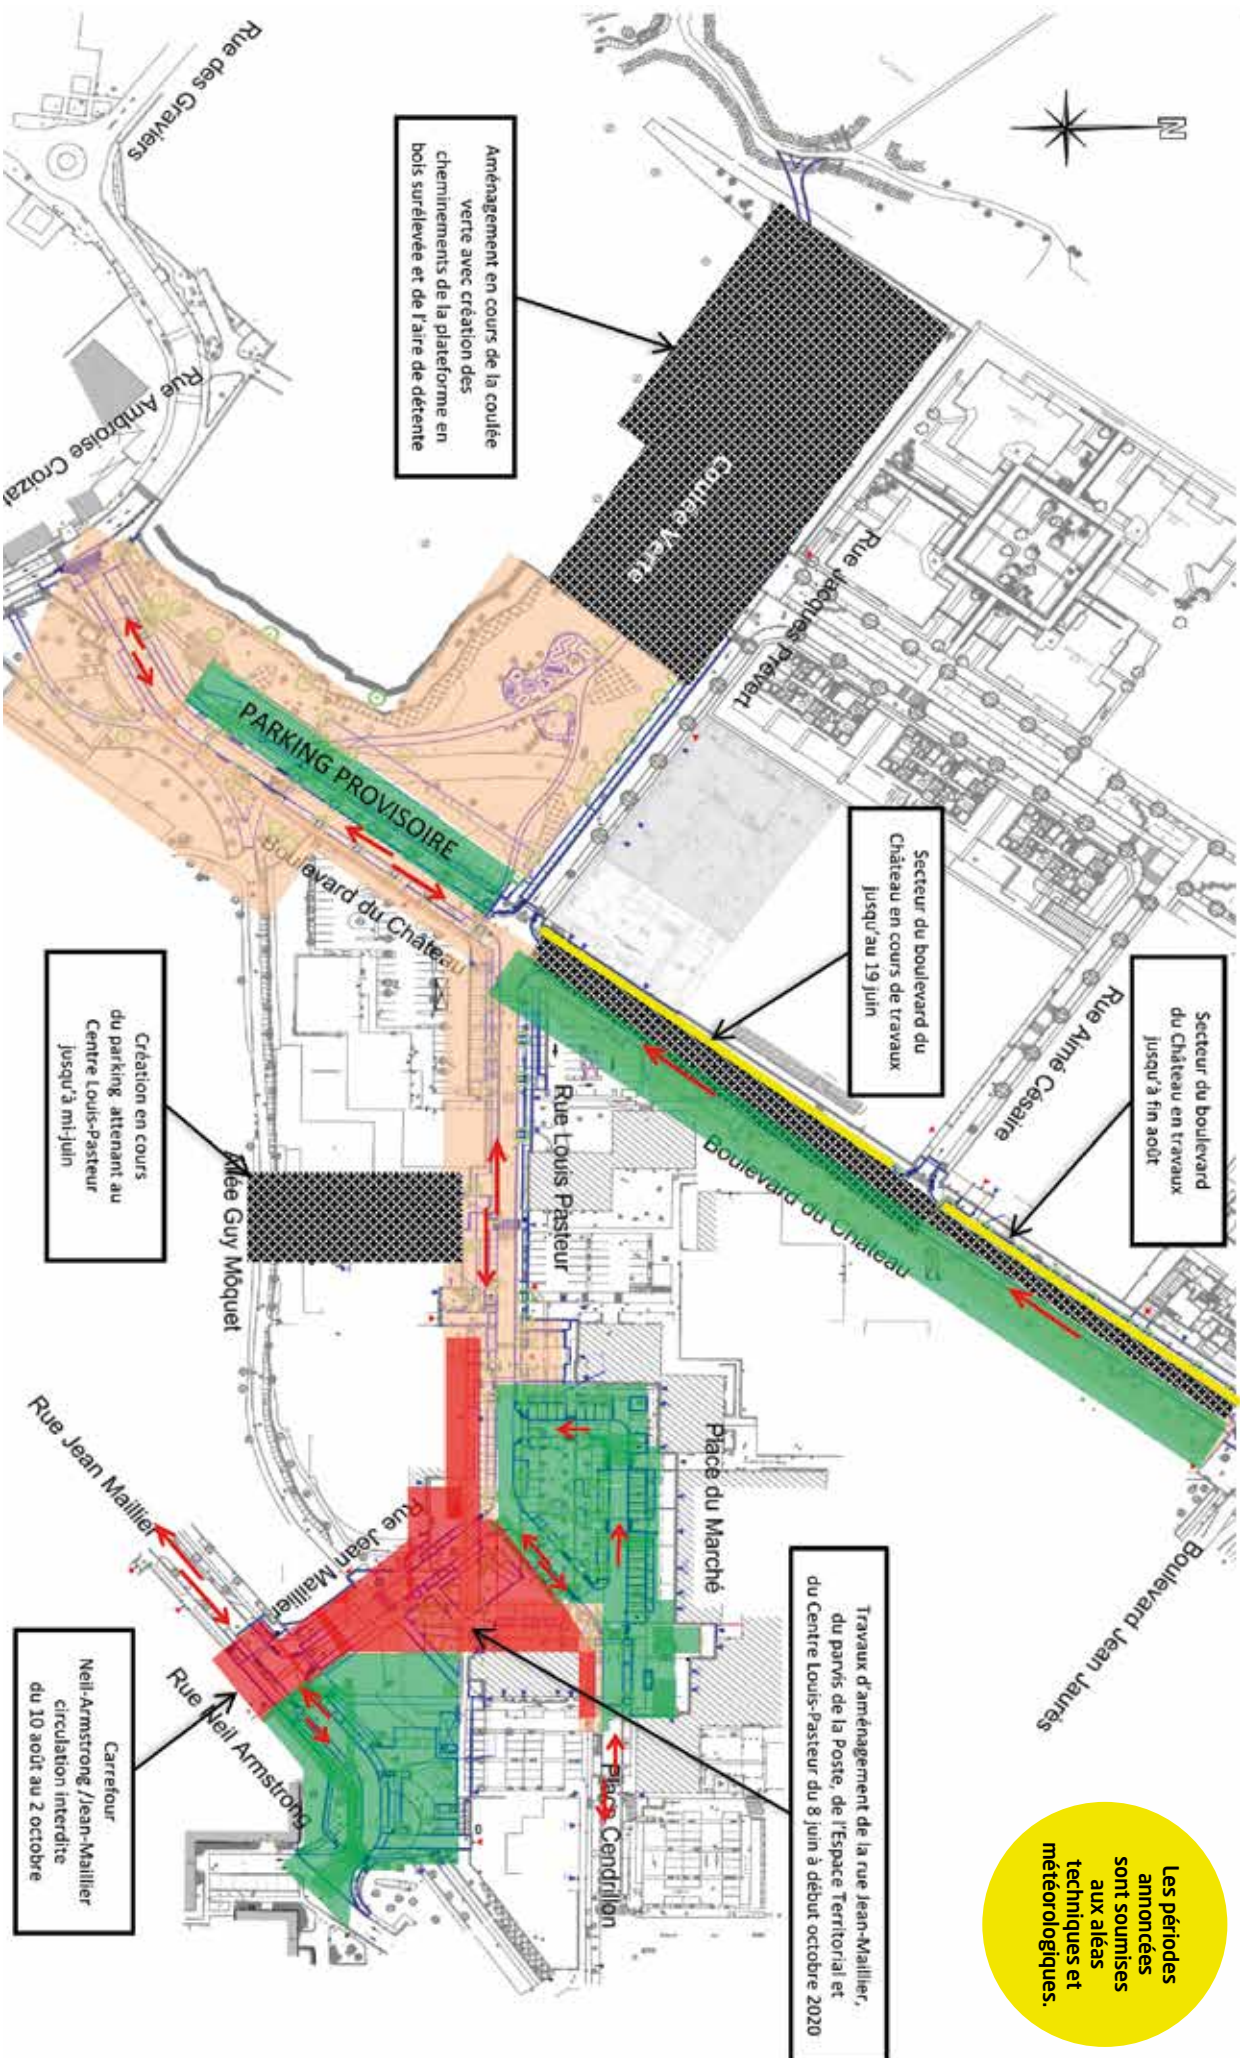 N
Rue des Graviers
Aménagement en cours de la coulée
verte avec création des
cheminements de la plateforme en
bois surélevée et de l'aire de détente
Rue Ambroise Croizat
Coulée Verte
Rue Jacques Prévert
PARKING PROVISOIRE
Boulevard du Château
Secteur du boulevard du
Château en cours de travaux
jusqu'au 19 juin
Secteur du boulevard
du Château en travaux
jusqu'à fin août
Rue Aimé Césaire
Boulevard du Château
Boulevard Jean Jaurès
Rue Louis Pasteur
Création en cours
du parking attenant au
Centre Louis-Pasteur
jusqu'à mi-juin
Allée Guy Môquet
Place du Marché
Rue Jean Maillier
Rue Jean Maillier
Travaux d'aménagement de la rue Jean-Maillier,
du parvis de la Poste, de l'Espace Territorial et
du Centre Louis-Pasteur du 8 juin à début octobre 2020
Rue Neil Armstrong
Place Cendrillon
Carrefour
Neil-Armstrong /Jean-Maillier
circulation interdite
du 10 août au 2 octobre
Les périodes
annoncées
sont soumises
aux aléas
techniques et
météorologiques.